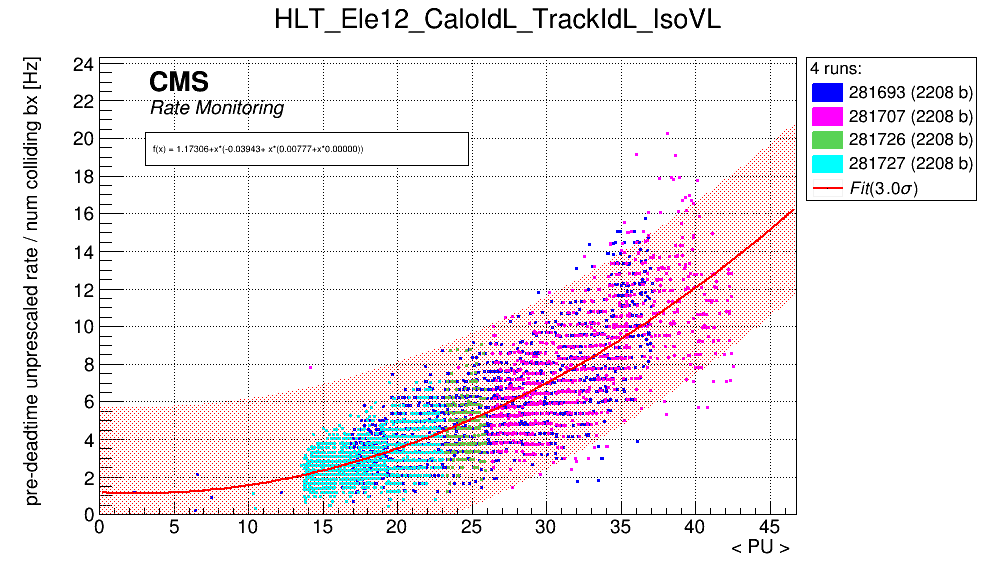 HLT_Ele12_CaloIdL_TrackIdL_IsoVL
pre-deadtime unprescaled rate / num colliding bx [Hz]
CMS
Rate Monitoring
f(x) = 1.17306+x*(-0.03943+ x*(0.00777+x*0.00000))
4 runs:
281693 (2208 b)
281707 (2208 b)
281726 (2208 b)
281727 (2208 b)
Fit(3.0σ)
24
22
20
18
16
14
12
10
8
6
4
2
0
0 5 10 15 20 25 30 35 40 45
< PU >